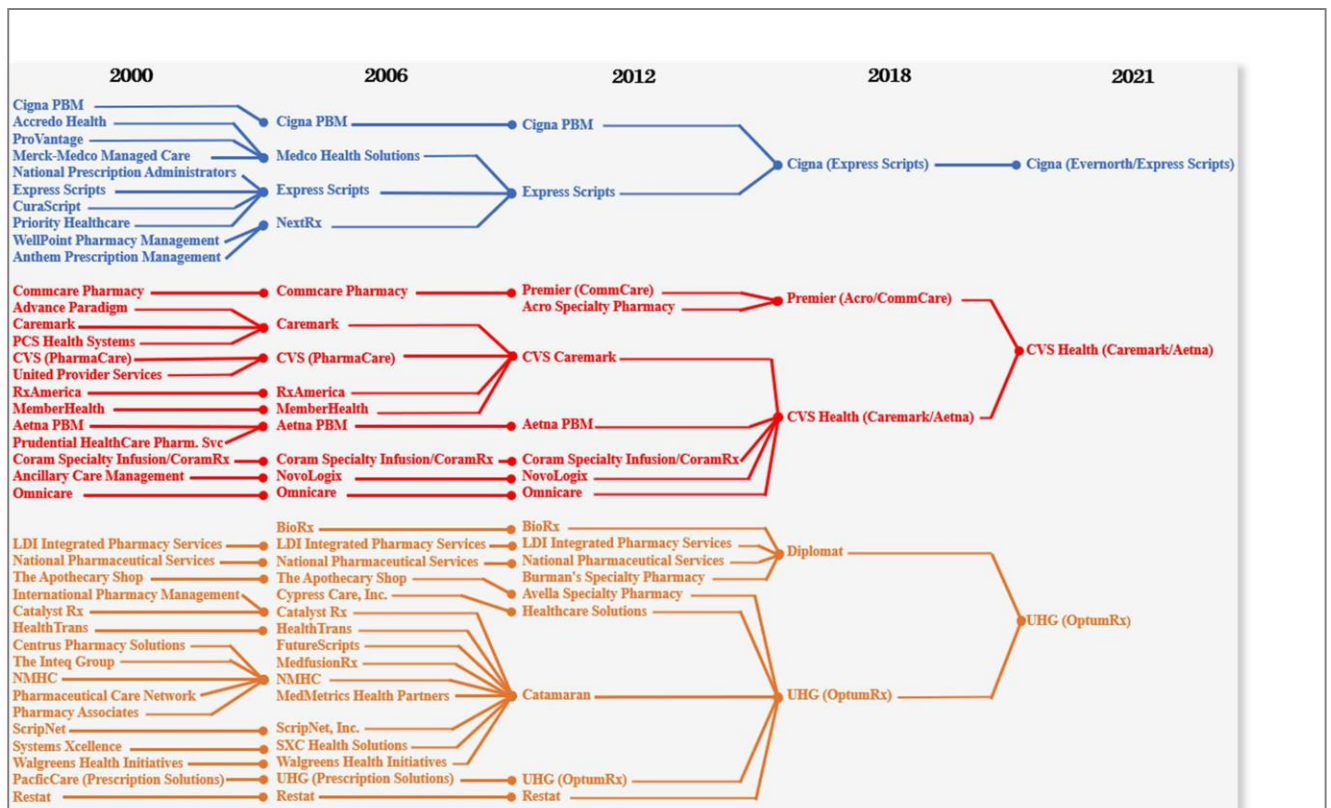 2000 2006 2012 2018 2021
Cigna PBM
Accredo Health
Cigna PBM Cigna PBM
ProVantage
Merck-Medco Managed Care Medco Health Solutions
Cigna (Express Scripts) Cigna (Evernorth/Express Scripts)
National Prescription Administrators
Express Scripts Express Scripts Express Scripts
CuraScript
Priority Healthcare NextRx
WellPoint Pharmacy Management
Anthem Prescription Management
Commcare Pharmacy Commcare Pharmacy Premier (CommCare)
Premier (Acro/CommCare)
Advance Paradigm Acro Specialty Pharmacy
Caremark Caremark
PCS Health Systems
CVS Health (Caremark/Aetna)
CVS (PharmaCare) CVS (PharmaCare) CVS Caremark
United Provider Services
RxAmerica RxAmerica
MemberHealth MemberHealth
CVS Health (Caremark/Aetna)
Aetna PBM Aetna PBM Aetna PBM
Prudential HealthCare Pharm. Svc
Coram Specialty Infusion/CoramRx Coram Specialty Infusion/CoramRx Coram Specialty Infusion/CoramRx
Ancillary Care Management NovoLogix NovoLogix
Omnicare Omnicare Omnicare
BioRx BioRx
LDI Integrated Pharmacy Services LDI Integrated Pharmacy Services LDI Integrated Pharmacy Services
Diplomat
National Pharmaceutical Services National Pharmaceutical Services National Pharmaceutical Services
The Apothecary Shop The Apothecary Shop Burman's Specialty Pharmacy
International Pharmacy Management Cypress Care, Inc. Avella Specialty Pharmacy
Catalyst Rx Catalyst Rx Healthcare Solutions
UHG (OptumRx)
HealthTrans HealthTrans
Centrus Pharmacy Solutions FutureScripts
The Inteq Group MedfusionRx
NMHC NMHC
Pharmaceutical Care Network MedMetrics Health Partners Catamaran UHG (OptumRx)
Pharmacy Associates
ScripNet ScripNet, Inc.
Systems Xcellence SXC Health Solutions
Walgreens Health Initiatives Walgreens Health Initiatives
PacficCare (Prescription Solutions) UHG (Prescription Solutions) UHG (OptumRx)
Restat Restat Restat